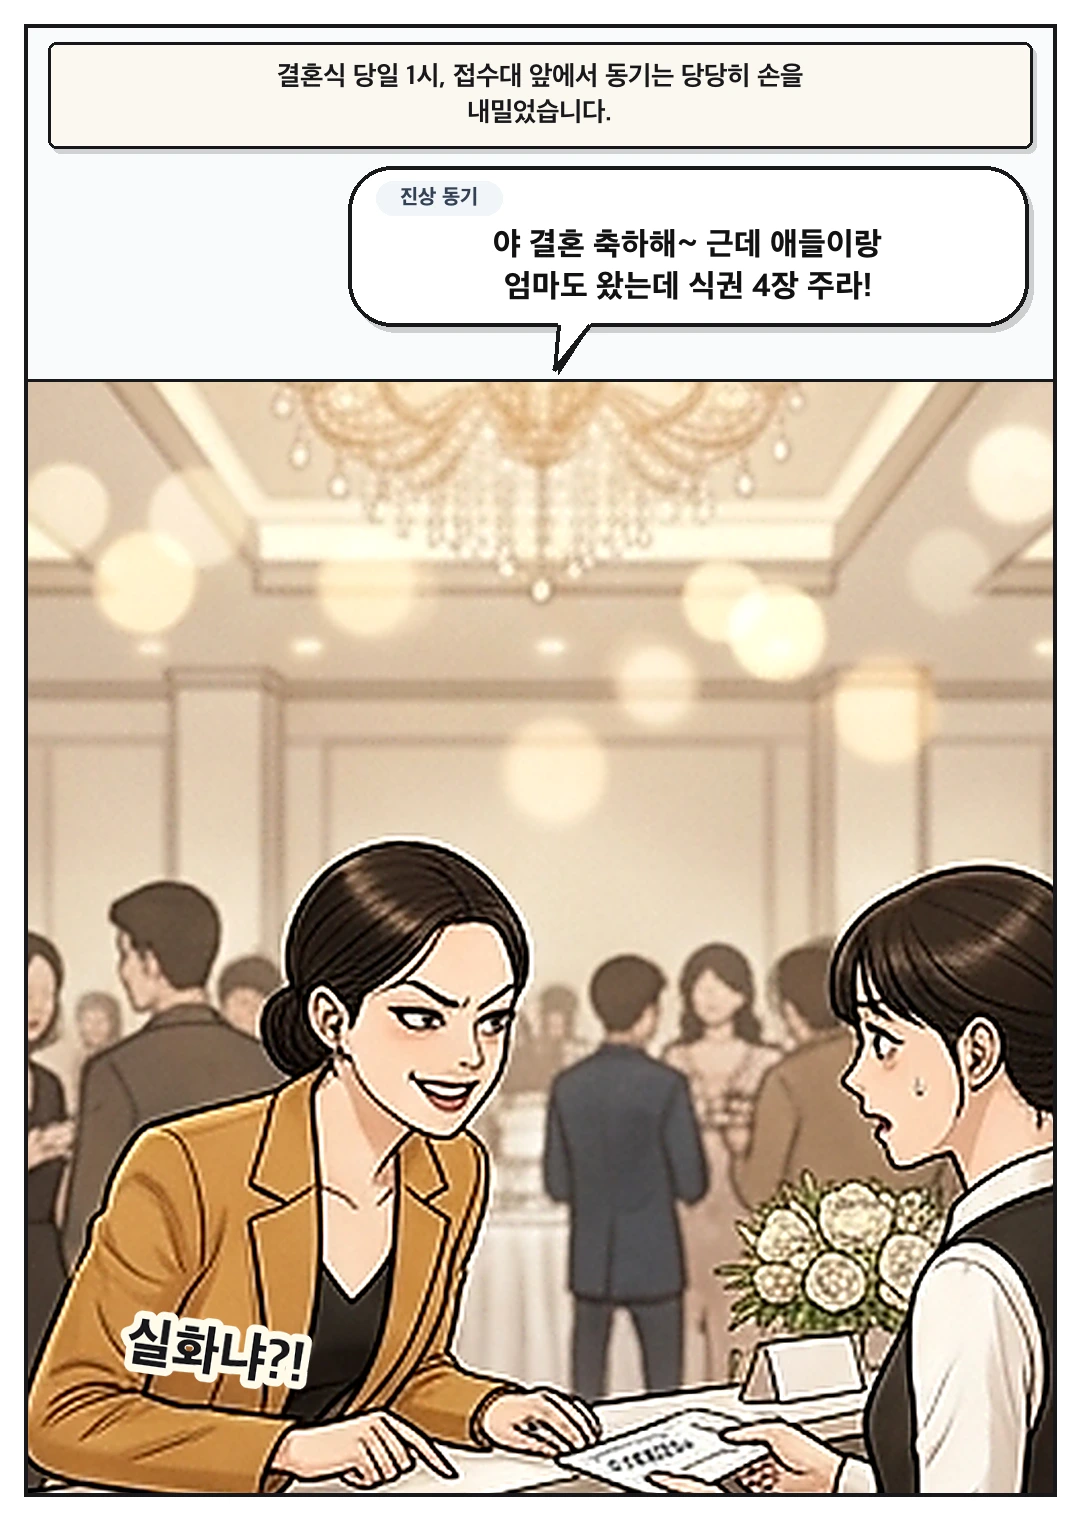 결혼식 당일 1시, 접수대 앞에서 동기는 당당히 손을
내밀었습니다.
진상 동기
야 결혼 축하해~ 근데 애들이랑
엄마도 왔는데 식권 4장 주라!
실화냐?!